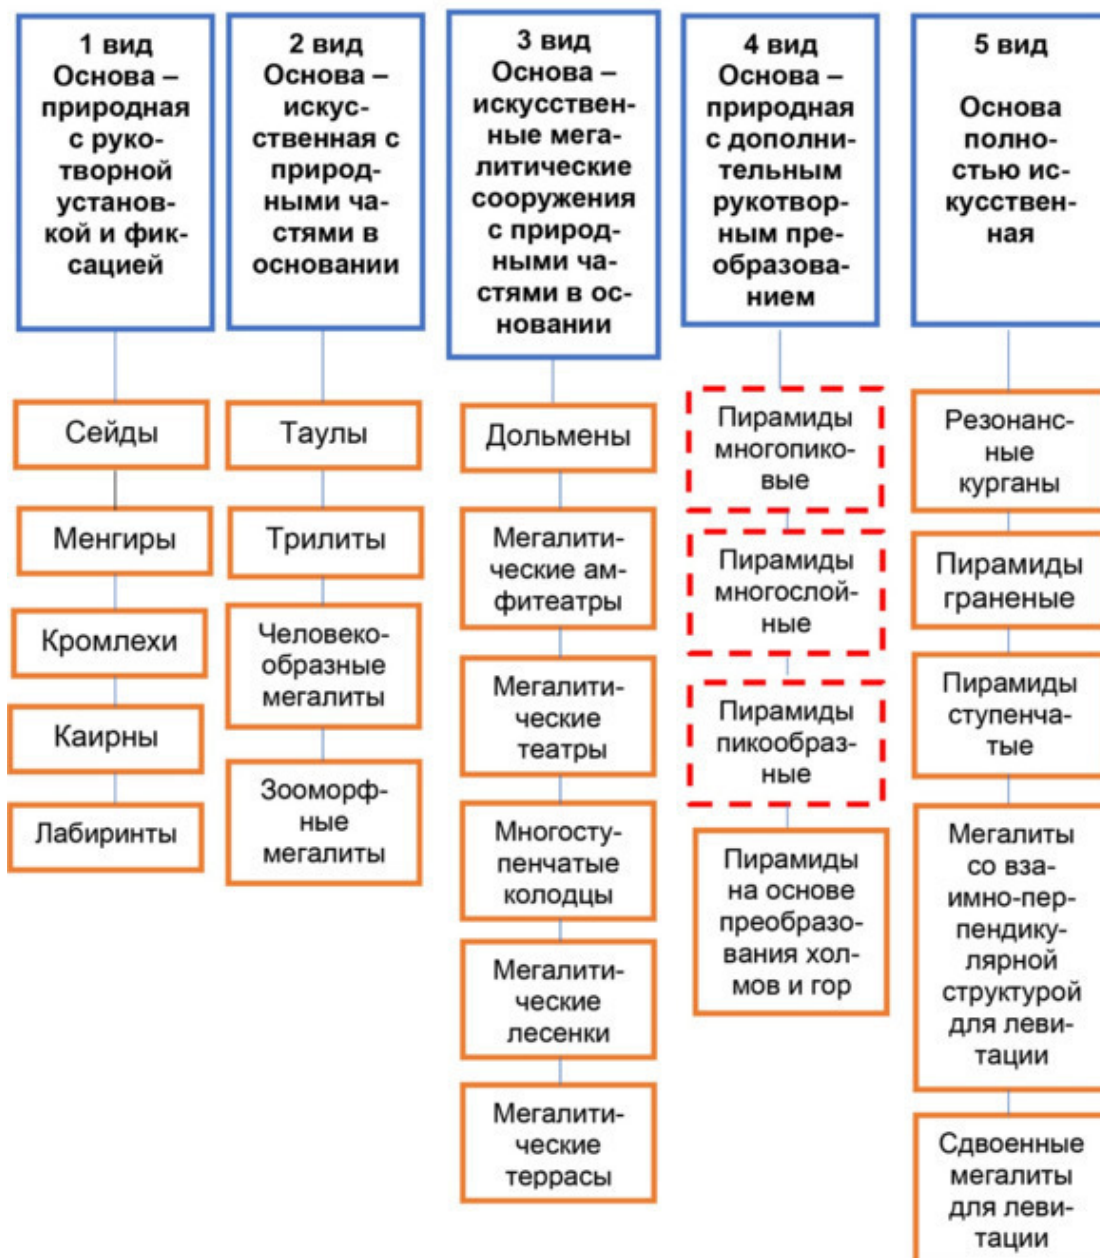 1 вид
Основа –
природная
с руко-
творной
установ-
кой и фик-
сацией
Сейды
Менгиры
Кромлехи
Каирны
Лабиринты
2 вид
Основа –
искус-
ственная с
природ-
ными ча-
стями в
основании
Таулы
Трилиты
Человеко-
образные
мегалиты
Зооморф-
ные
мегалиты
3 вид
Основа –
искусствен-
ные мега-
литические
сооружения
с природ-
ными ча-
стями в ос-
новании
Дольмены
Мегалити-
ческие ам-
фитеатры
Мегалити-
ческие
театры
Многосту-
пенчатые
колодцы
Мегалити-
ческие
лесенки
Мегалити-
ческие
террасы
4 вид
Основа –
природная
с дополни-
тельным
рукотвор-
ным пре-
образова-
нием
Пирамиды
многопико-
вые
Пирамиды
многослой-
ные
Пирамиды
пикообраз-
ные
Пирамиды
на основе
преобразо-
вания хол-
мов и гор
5 вид
Основа
полно-
стью ис-
кусствен-
ная
Резонанс-
ные
курганы
Пирамиды
граненые
Пирамиды
ступенча-
тые
Мегалиты
со вза-
имно-пер-
пендику-
лярной
структурой
для леви-
тации
Сдвоенные
мегалиты
для леви-
тации